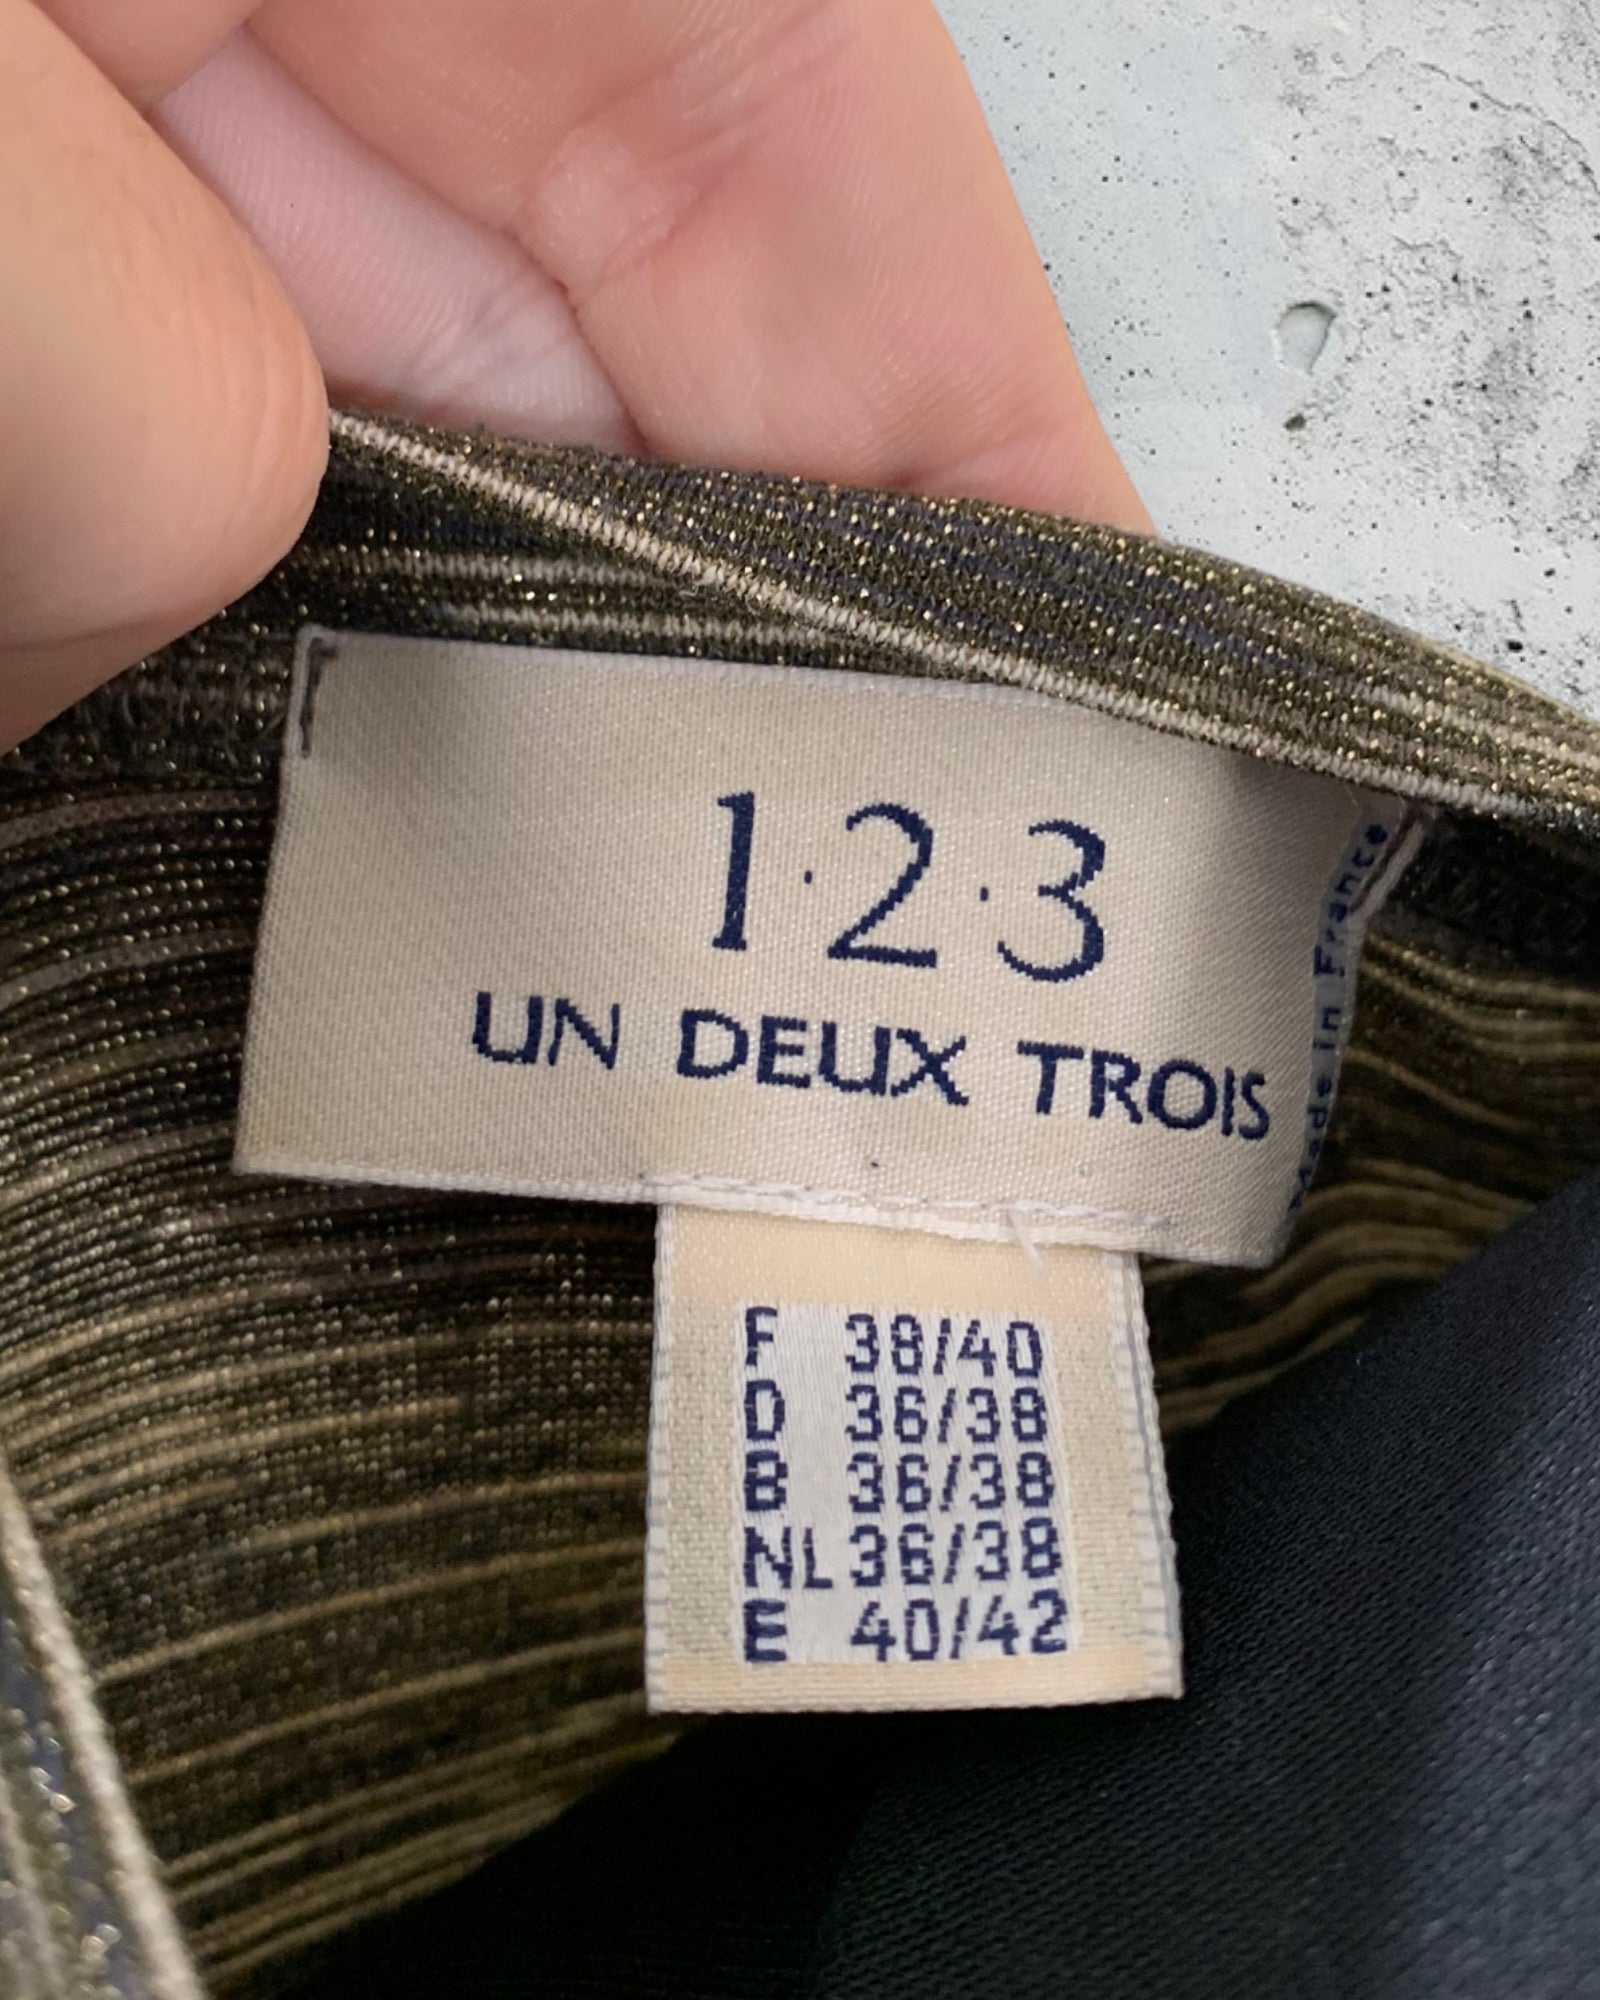 1·2·3
UN DEUX TROIS
Made in France
F 38/40
D 36/38
B 36/38
NL 36/38
E 40/42